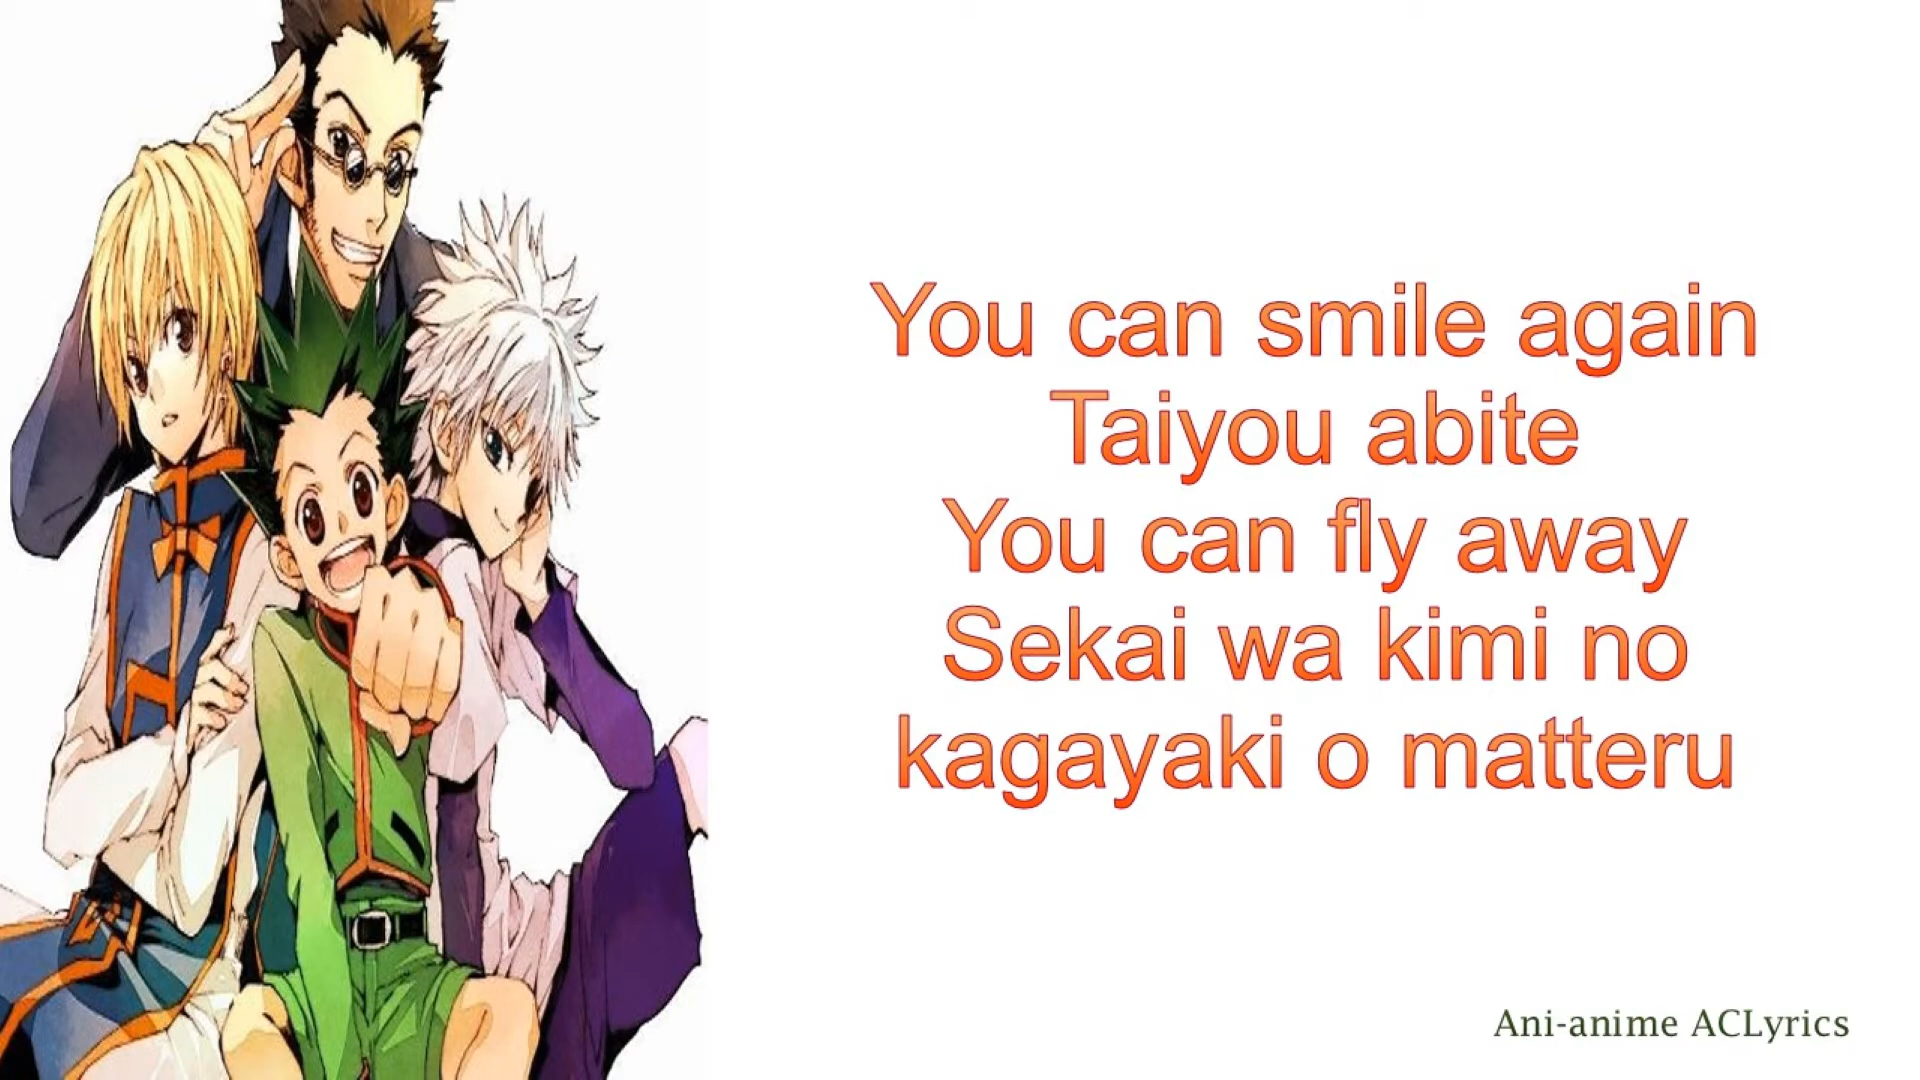 You can smile again
Taiyou abite
You can fly away
Sekai wa kimi no
kagayaki o matteru
Ani-anime ACLyrics